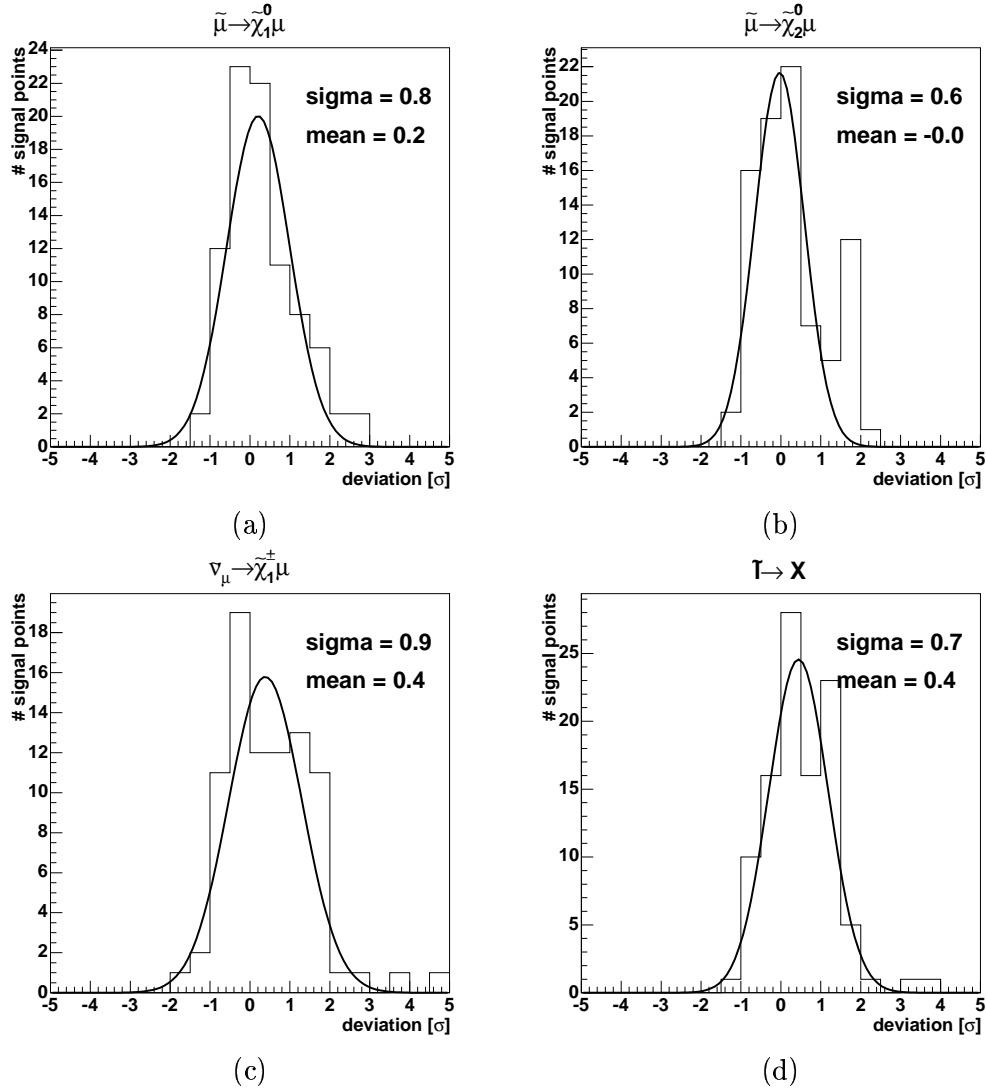 μ̃→χ̃⁰₁μ
# signal points
24
22
20
18
16
14
12
10
8
6
4
2
0
sigma = 0.8
mean = 0.2
-5 -4 -3 -2 -1 0 1 2 3 4 5
deviation [σ]
(a)
μ̃→χ̃⁰₂μ
# signal points
22
20
18
16
14
12
10
8
6
4
2
0
sigma = 0.6
mean = -0.0
-5 -4 -3 -2 -1 0 1 2 3 4 5
deviation [σ]
(b)
ν̃_μ→χ̃±₁μ
# signal points
18
16
14
12
10
8
6
4
2
0
sigma = 0.9
mean = 0.4
-5 -4 -3 -2 -1 0 1 2 3 4 5
deviation [σ]
(c)
l̃→ X
# signal points
25
20
15
10
5
0
sigma = 0.7
mean = 0.4
-5 -4 -3 -2 -1 0 1 2 3 4 5
deviation [σ]
(d)